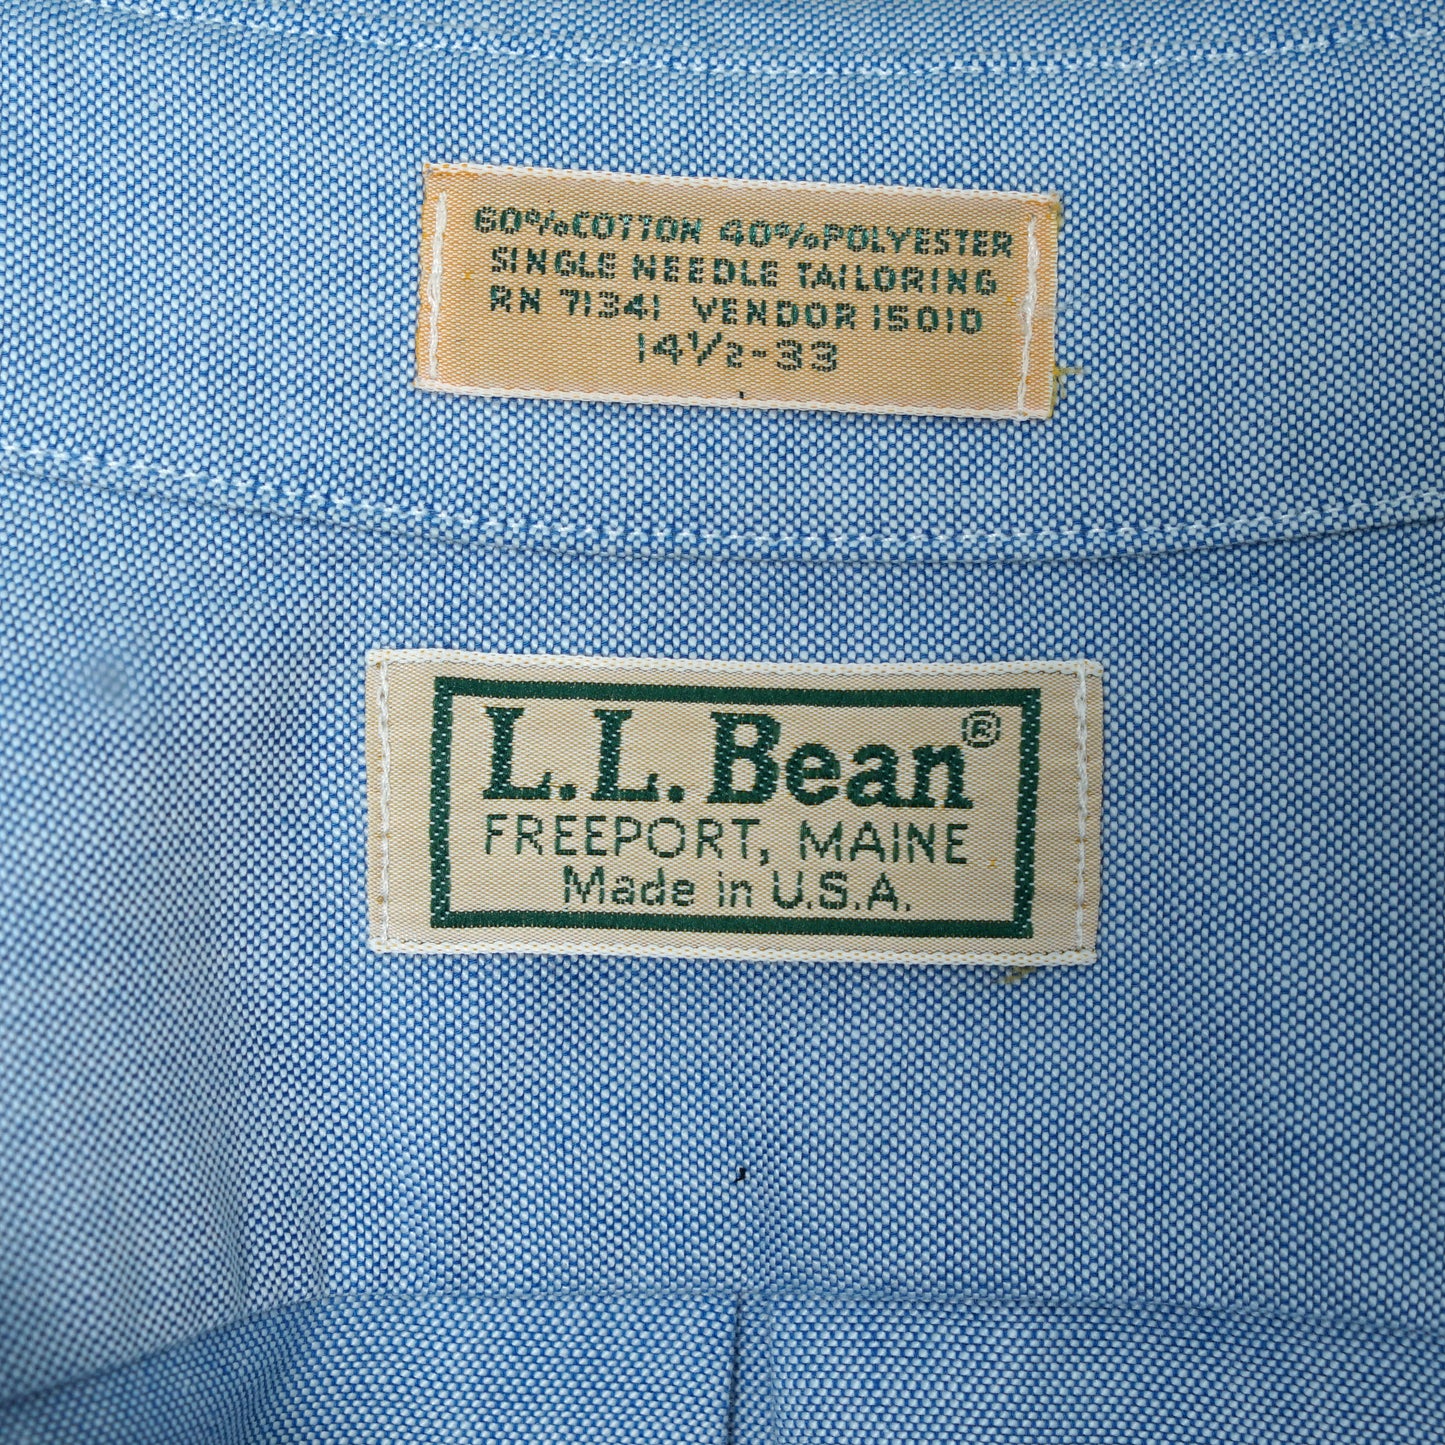 60% COTTON 40% POLYESTER
SINGLE NEEDLE TAILORING
RN 71341 VENDOR 15010
14½-33
L.L.Bean®
FREEPORT, MAINE
Made in U.S.A.